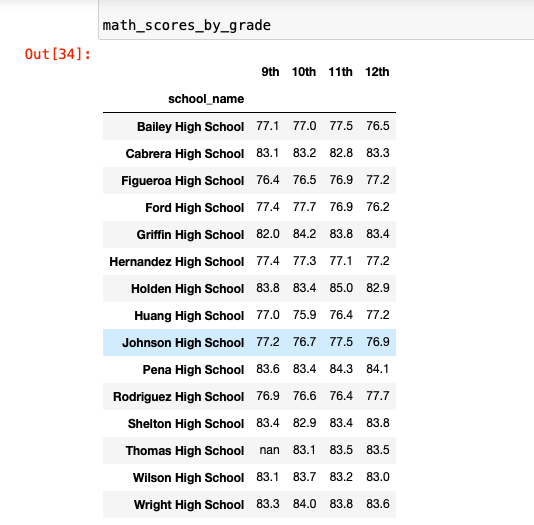 math_scores_by_grade
Out[34]:
9th 10th 11th 12th
school_name
Bailey High School 77.1 77.0 77.5 76.5
Cabrera High School 83.1 83.2 82.8 83.3
Figueroa High School 76.4 76.5 76.9 77.2
Ford High School 77.4 77.7 76.9 76.2
Griffin High School 82.0 84.2 83.8 83.4
Hernandez High School 77.4 77.3 77.1 77.2
Holden High School 83.8 83.4 85.0 82.9
Huang High School 77.0 75.9 76.4 77.2
Johnson High School 77.2 76.7 77.5 76.9
Pena High School 83.6 83.4 84.3 84.1
Rodriguez High School 76.9 76.6 76.4 77.7
Shelton High School 83.4 82.9 83.4 83.8
Thomas High School nan 83.1 83.5 83.5
Wilson High School 83.1 83.7 83.2 83.0
Wright High School 83.3 84.0 83.8 83.6